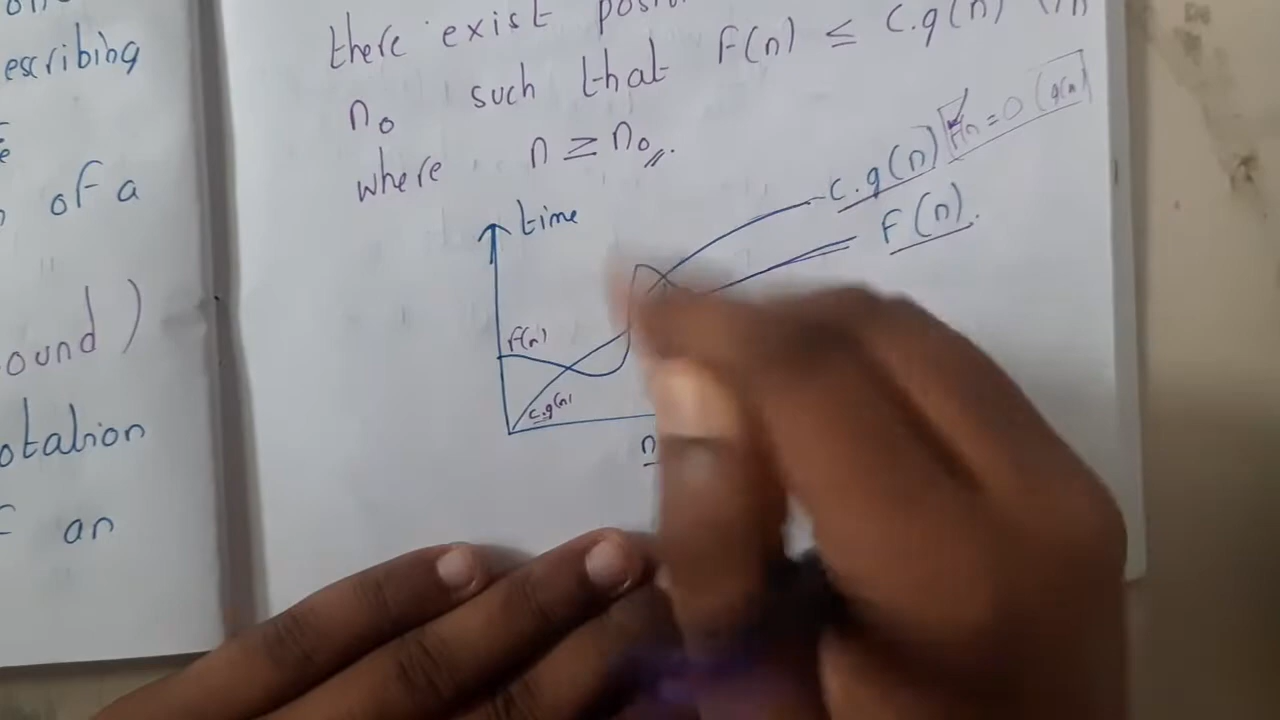 escribing
of a
ound)
otation
an
there exist
n₀ such that F(n) ≤ c.g(n)
where n ≥ n₀
F(n) = O(g(n))
time
c.g(n)
F(n).
f(n)
c.g(n)
n